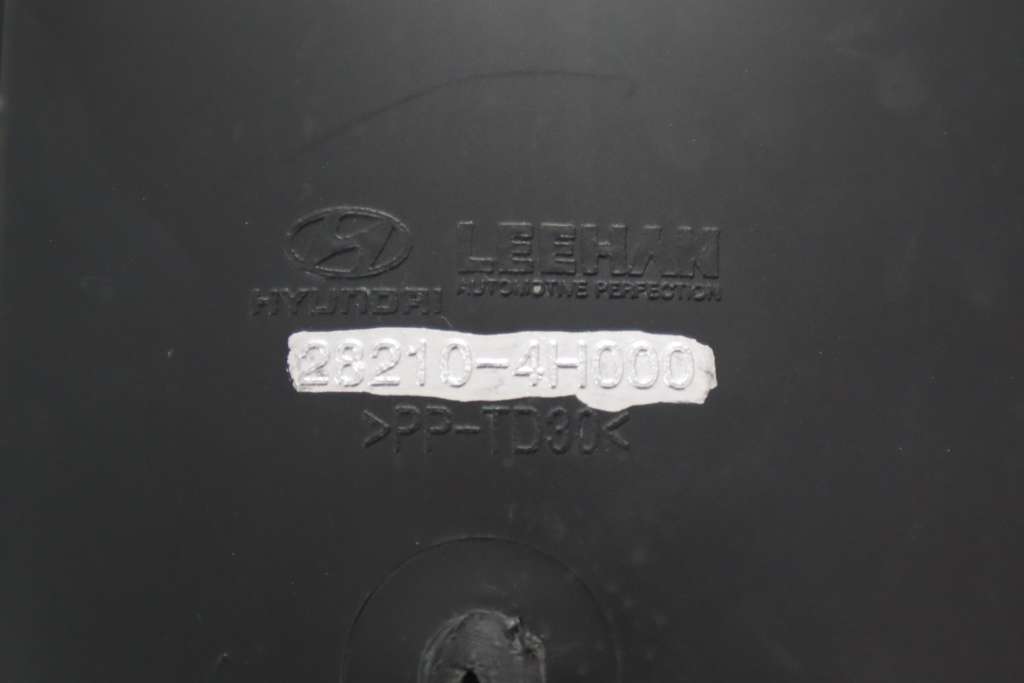 HYUNDAI
LEEHAN
AUTOMOTIVE PERFECTION
28210-4H000
>PP-TD30<